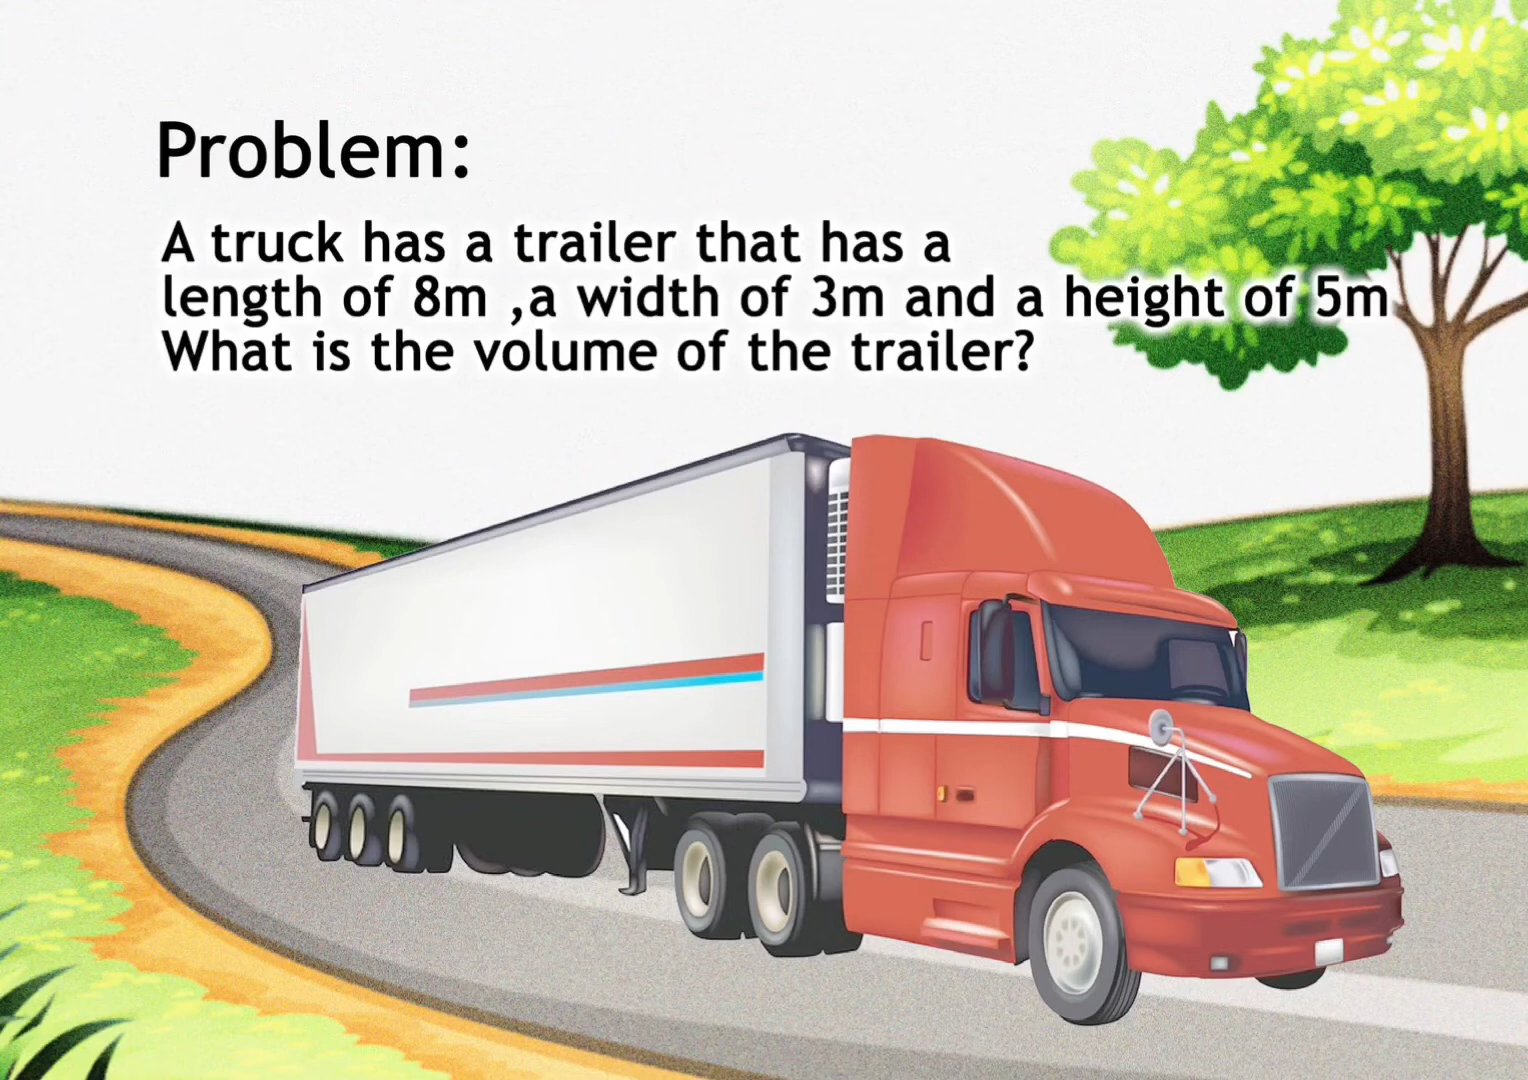 Problem:
A truck has a trailer that has a
length of 8m ,a width of 3m and a height of 5m
What is the volume of the trailer?